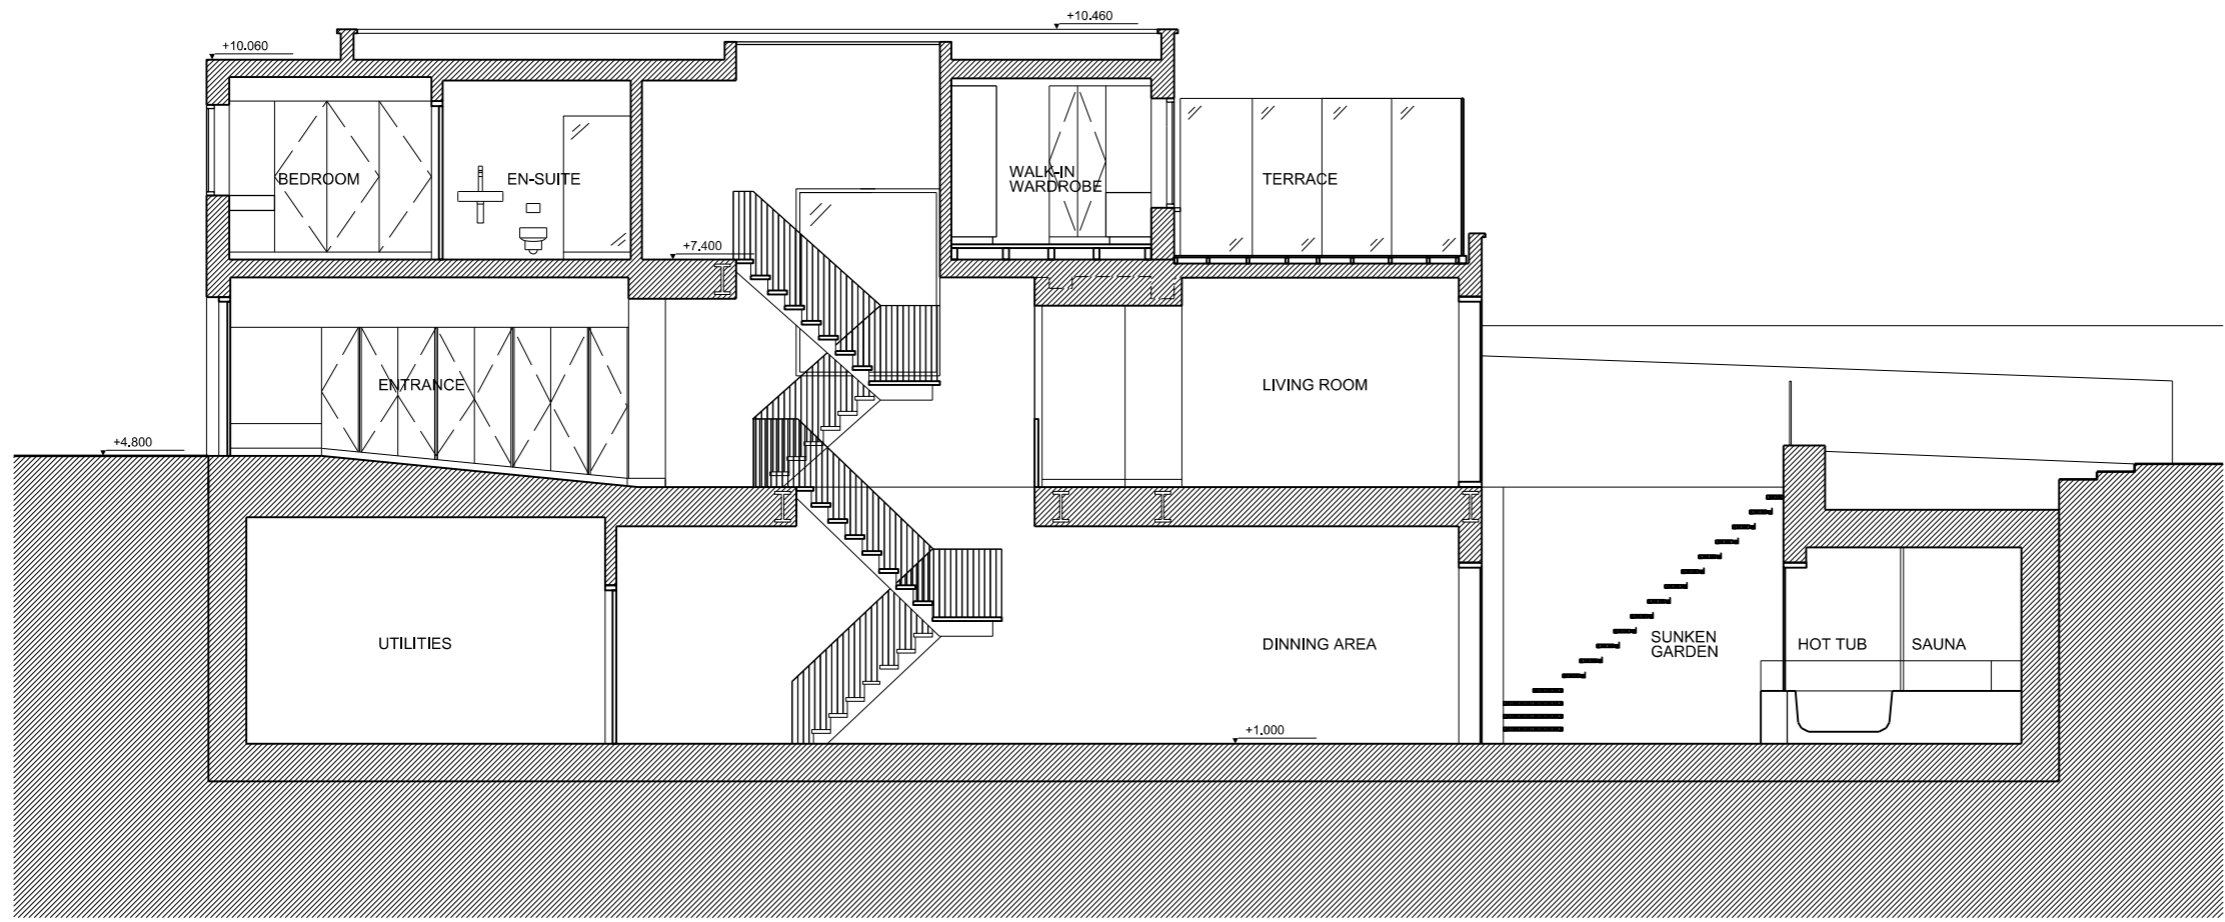 +10.460
+10.060
BEDROOM
EN-SUITE
WALK-IN
WARDROBE
TERRACE
+7.400
ENTRANCE
LIVING ROOM
+4.800
UTILITIES
DINNING AREA
SUNKEN
GARDEN
HOT TUB
SAUNA
+1.000